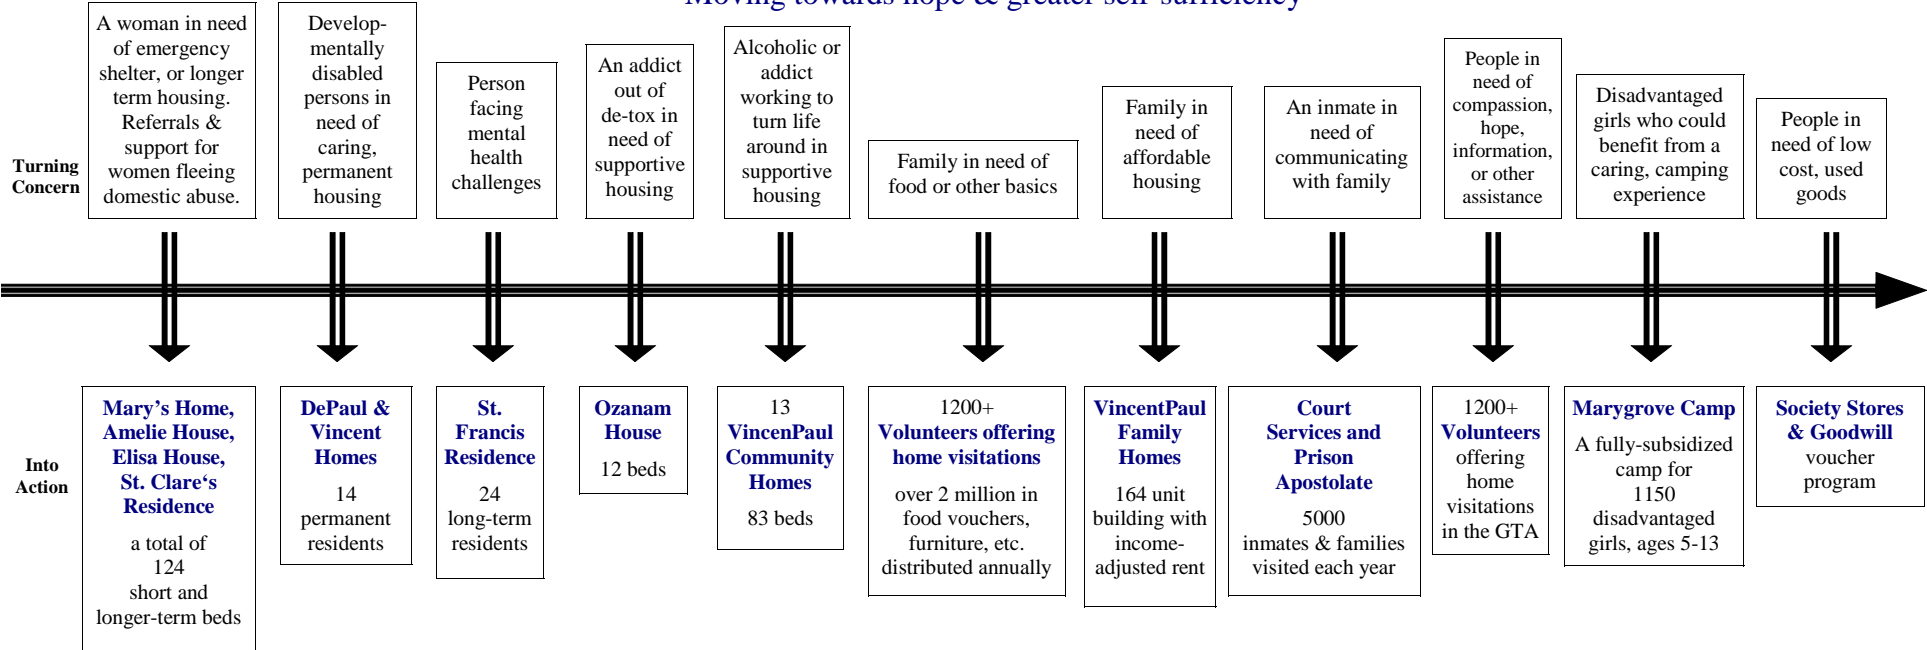 Moving towards hope & greater self-sufficiency
Turning
Concern
A woman in need
of emergency
shelter, or longer
term housing.
Referrals &
support for
women fleeing
domestic abuse.
Develop-
mentally
disabled
persons in
need of
caring,
permanent
housing
Person
facing
mental
health
challenges
An addict
out of
de-tox in
need of
supportive
housing
Alcoholic or
addict
working to
turn life
around in
supportive
housing
Family in need of
food or other basics
Family in
need of
affordable
housing
An inmate in
need of
communicating
with family
People in
need of
compassion,
hope,
information,
or other
assistance
Disadvantaged
girls who could
benefit from a
caring, camping
experience
People in
need of low
cost, used
goods
Into
Action
Mary’s Home,
Amelie House,
Elisa House,
St. Clare‘s
Residence
a total of
124
short and
longer-term beds
DePaul &
Vincent
Homes
14
permanent
residents
St.
Francis
Residence
24
long-term
residents
Ozanam
House
12 beds
13
VincenPaul
Community
Homes
83 beds
1200+
Volunteers offering
home visitations
over 2 million in
food vouchers,
furniture, etc.
distributed annually
VincentPaul
Family
Homes
164 unit
building with
income-
adjusted rent
Court
Services and
Prison
Apostolate
5000
inmates & families
visited each year
1200+
Volunteers
offering
home
visitations
in the GTA
Marygrove Camp
A fully-subsidized
camp for
1150
disadvantaged
girls, ages 5-13
Society Stores
& Goodwill
voucher
program